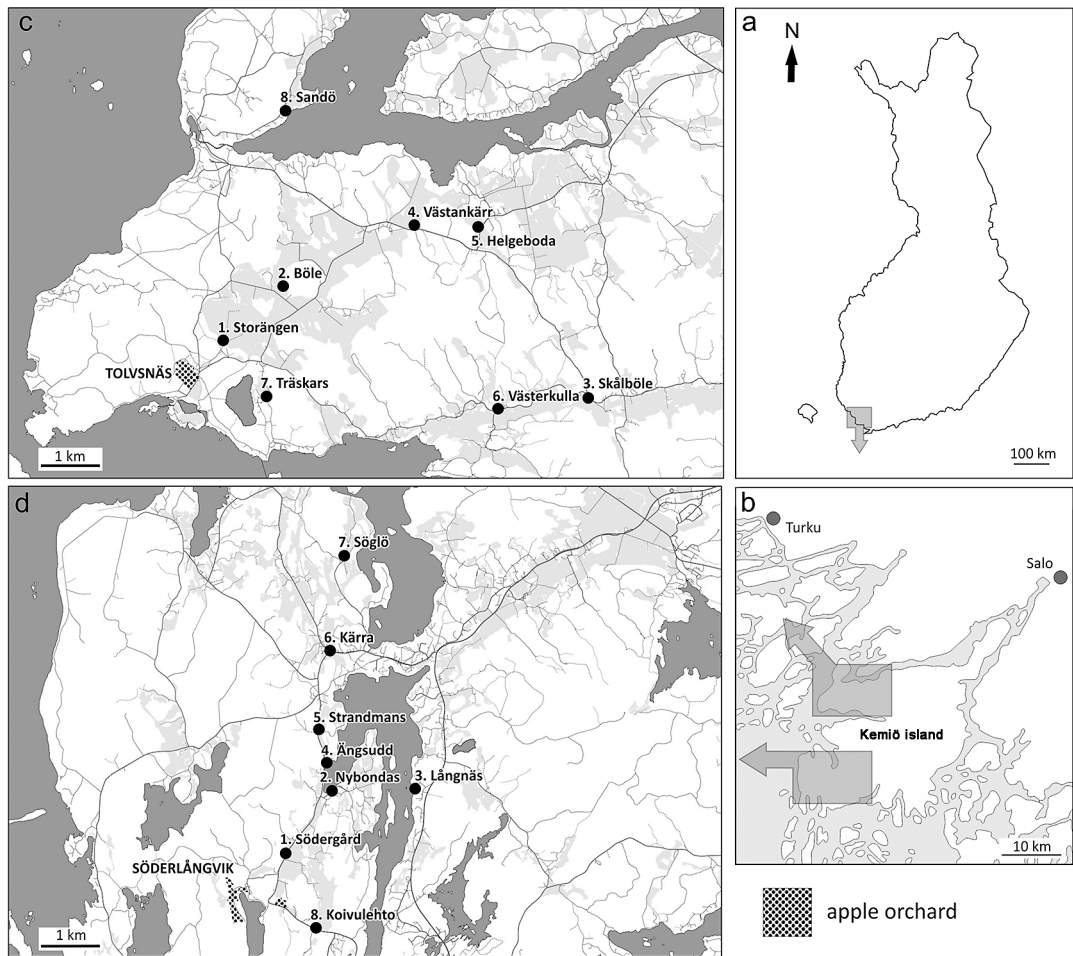 c
8. Sandö
4. Västankärr
5. Helgeboda
2. Böle
1. Storängen
TOLVSNÄS
7. Träskars
3. Skålböle
6. Västerkulla
1 km
a
N
100 km
d
7. Söglö
6. Kärra
5. Strandmans
4. Ängsudd
2. Nybondas
3. Långnäs
1. Södergård
SÖDERLÅNGVIK
8. Koivulehto
1 km
b
Turku
Salo
Kemiö island
10 km
apple orchard